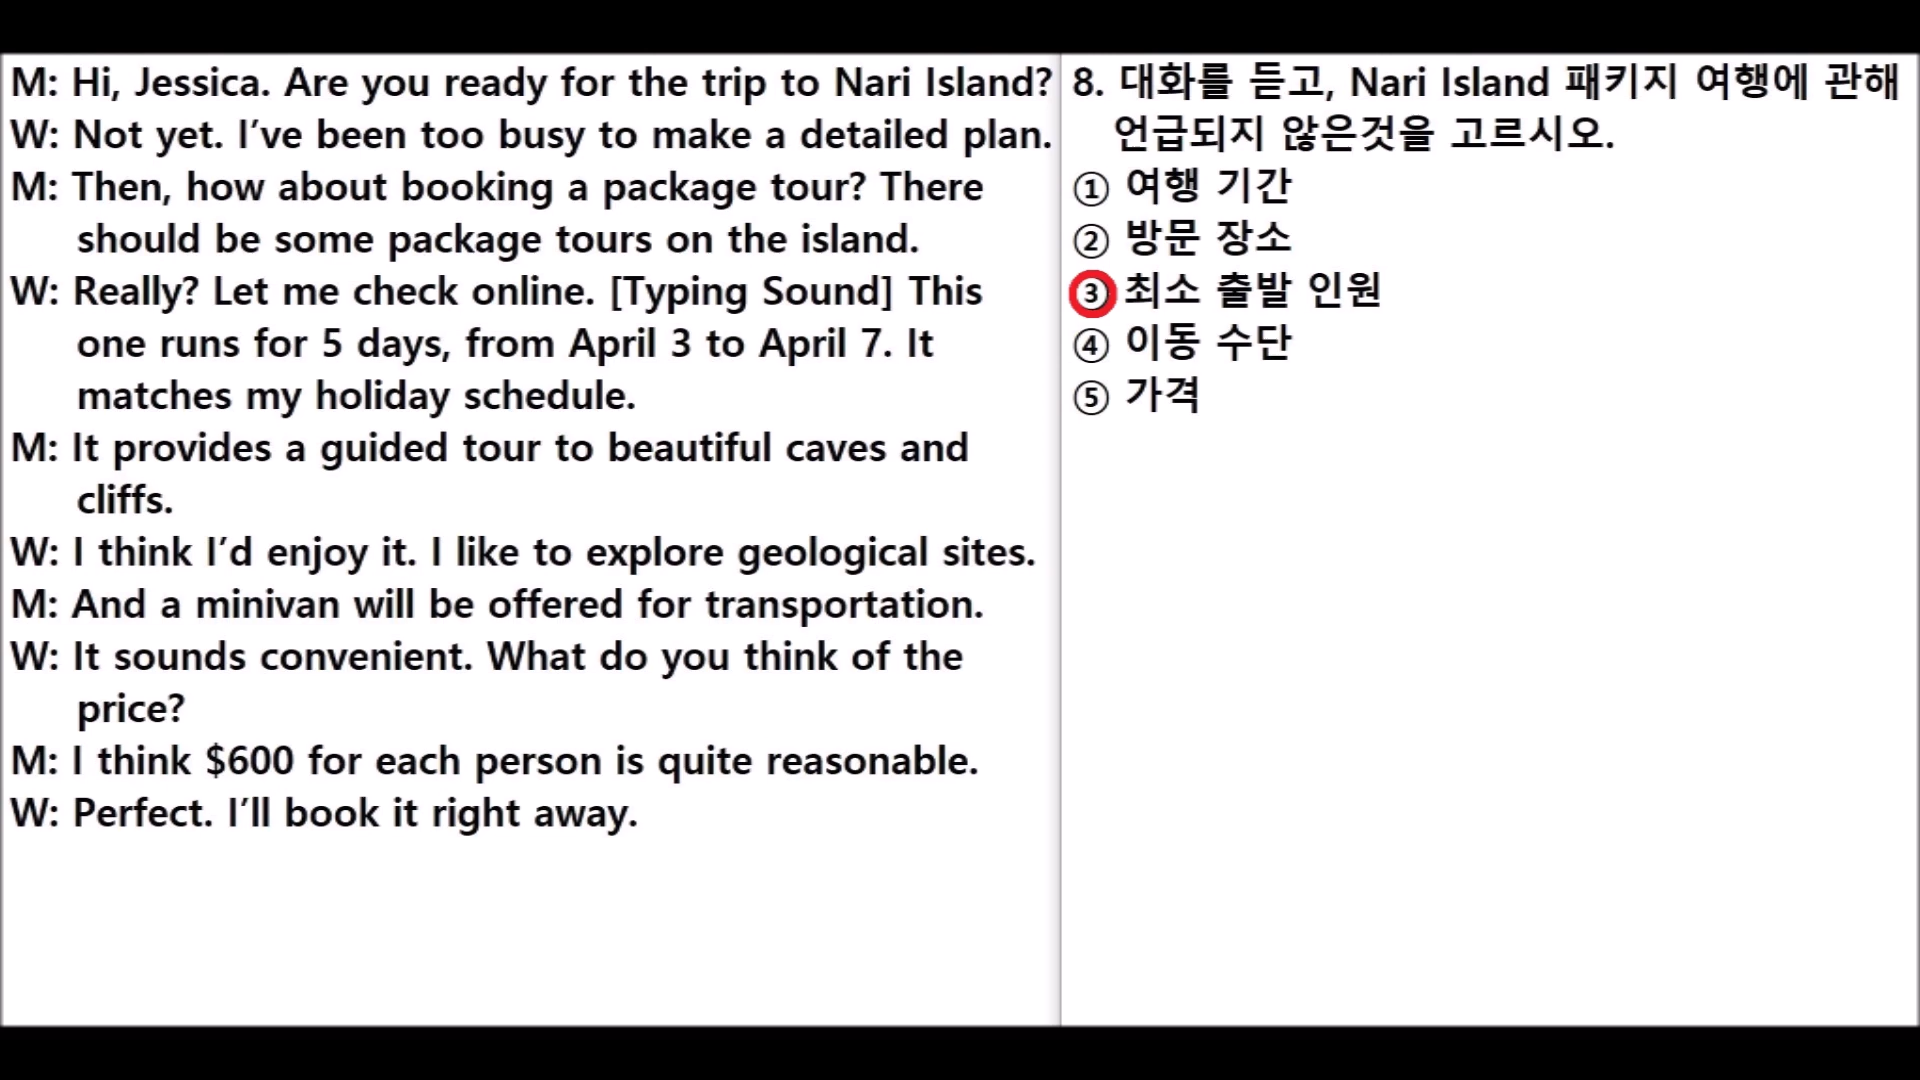 M: Hi, Jessica. Are you ready for the trip to Nari Island?
W: Not yet. I’ve been too busy to make a detailed plan.
M: Then, how about booking a package tour? There
should be some package tours on the island.
W: Really? Let me check online. [Typing Sound] This
one runs for 5 days, from April 3 to April 7. It
matches my holiday schedule.
M: It provides a guided tour to beautiful caves and
cliffs.
W: I think I’d enjoy it. I like to explore geological sites.
M: And a minivan will be offered for transportation.
W: It sounds convenient. What do you think of the
price?
M: I think $600 for each person is quite reasonable.
W: Perfect. I’ll book it right away.
8. 대화를 듣고, Nari Island 패키지 여행에 관해
언급되지 않은것을 고르시오.
① 여행 기간
② 방문 장소
③ 최소 출발 인원
④ 이동 수단
⑤ 가격